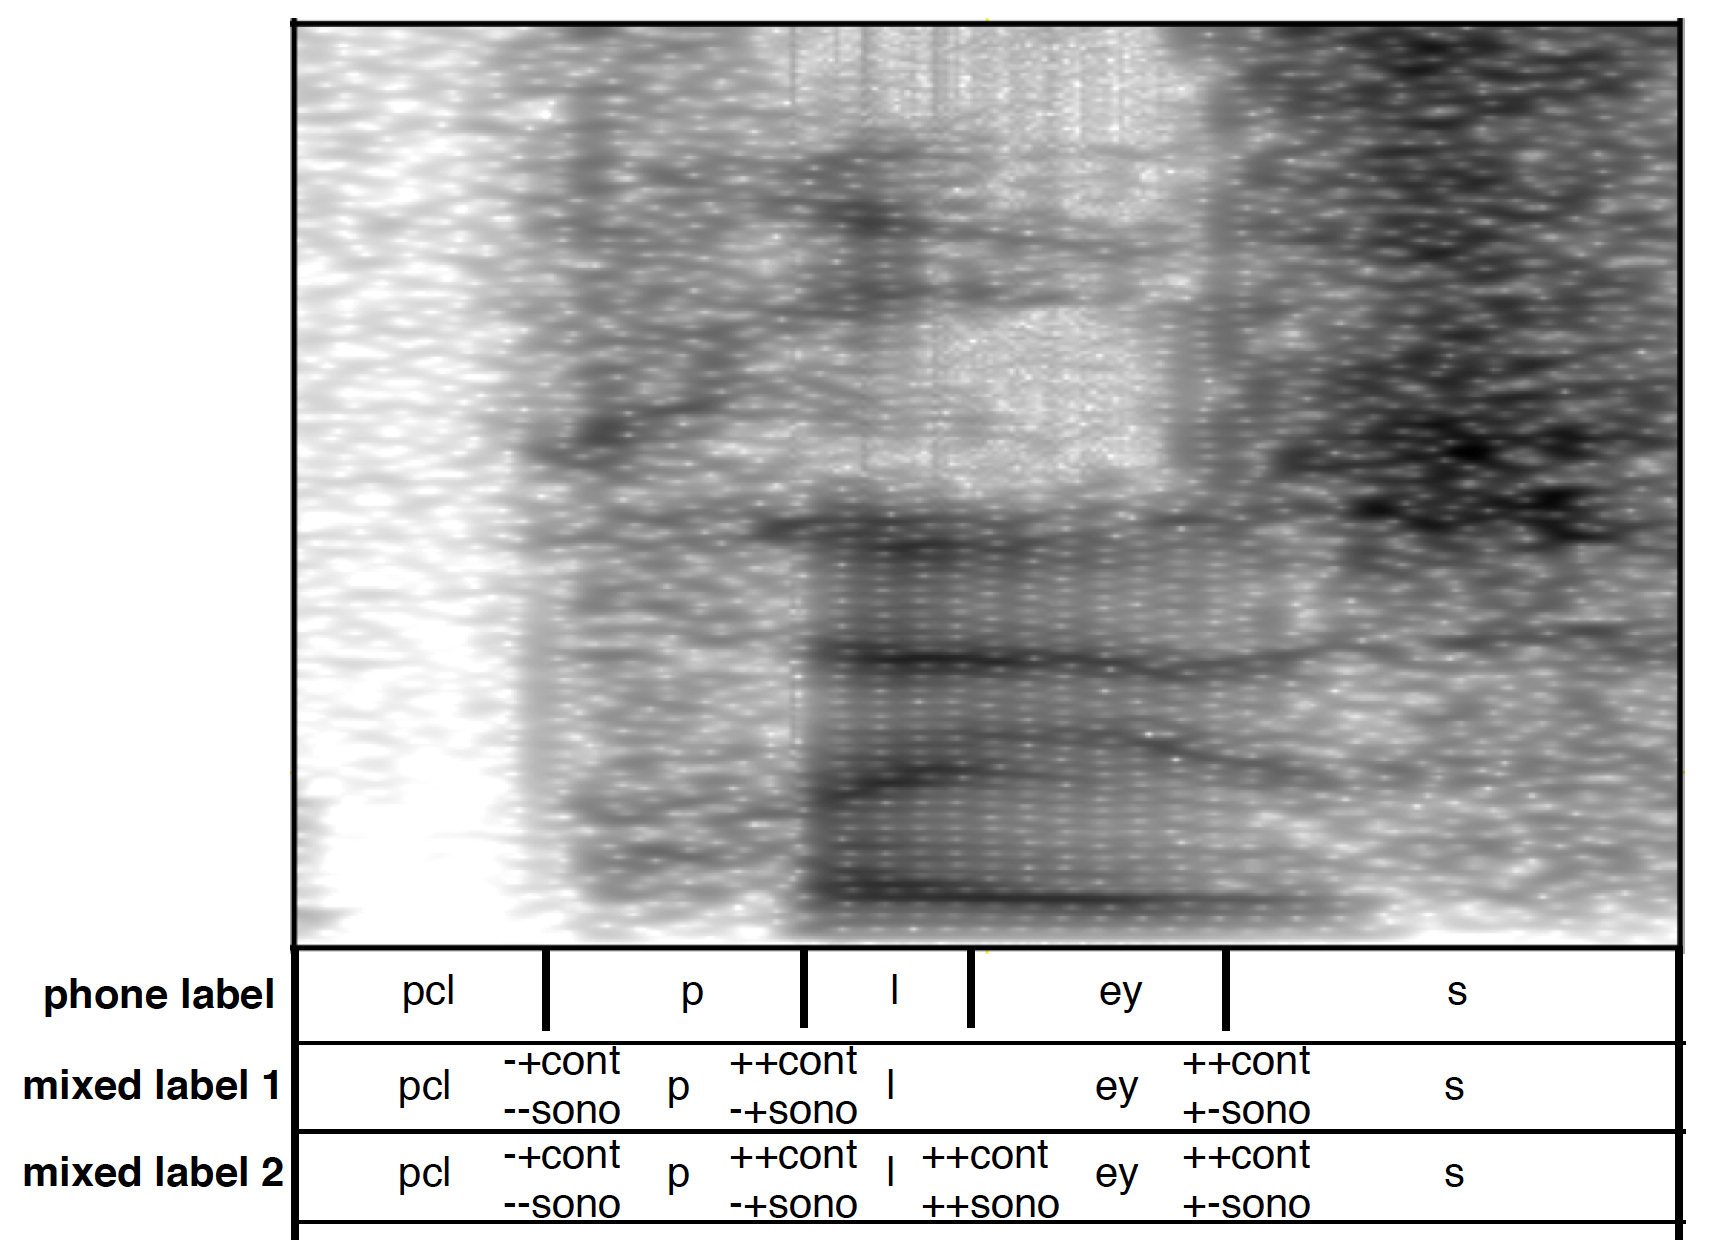 phone label pcl p l ey s
mixed label 1 pcl -+cont --sono p ++cont -+sono l ey ++cont +-sono s
mixed label 2 pcl -+cont --sono p ++cont -+sono l ++cont ++sono ey ++cont +-sono s